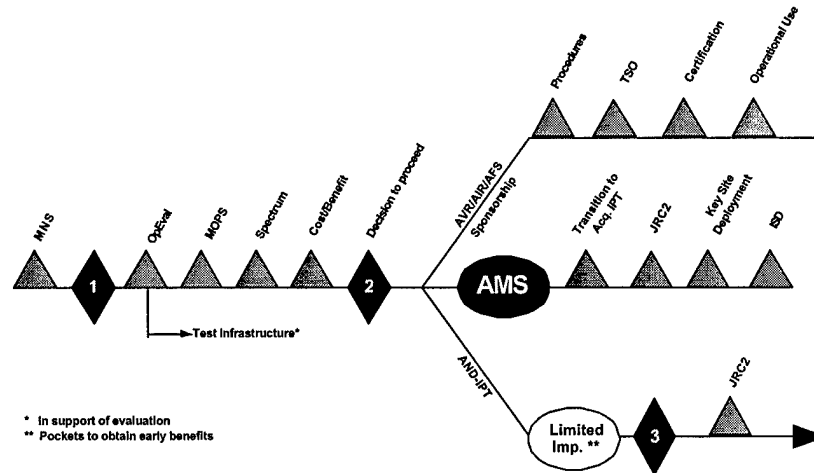 Procedures
TSO
Certification
Operational Use
AVR/AIR/AFS
Sponsorship
MNS
1
OpEval
MOPS
Spectrum
Cost/Benefit
Decision to proceed
2
AMS
Transition to
Acq. IPT
JRC2
Key Site
Deployment
ISD
Test Infrastructure*
AND-IPT
Limited
Imp. **
3
JRC2
* In support of evaluation
** Pockets to obtain early benefits